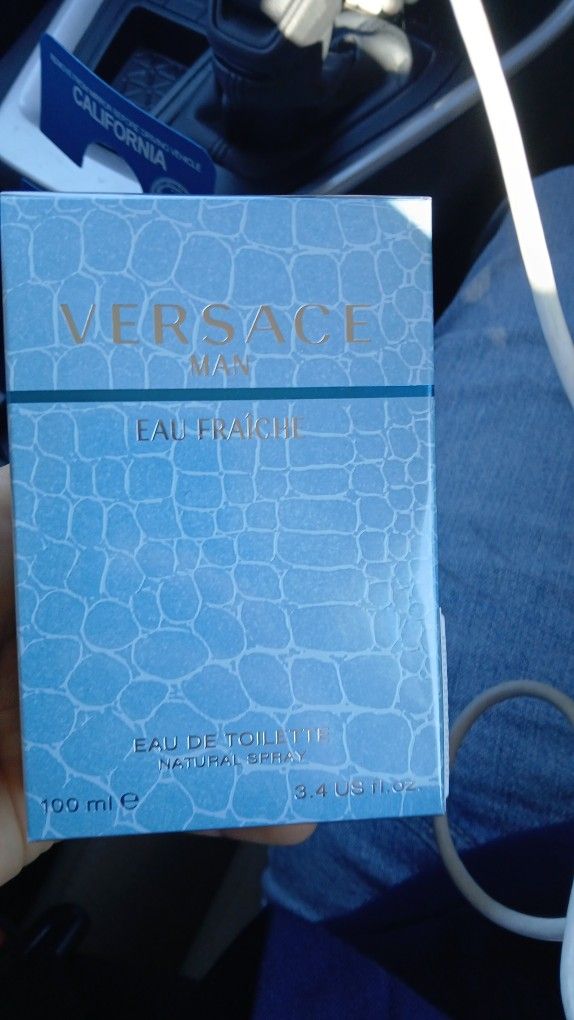 CALIFORNIA
VERSACE
MAN
EAU FRAÎCHE
EAU DE TOILETTE
NATURAL SPRAY
100 ml ℮
3.4 US fl.oz.